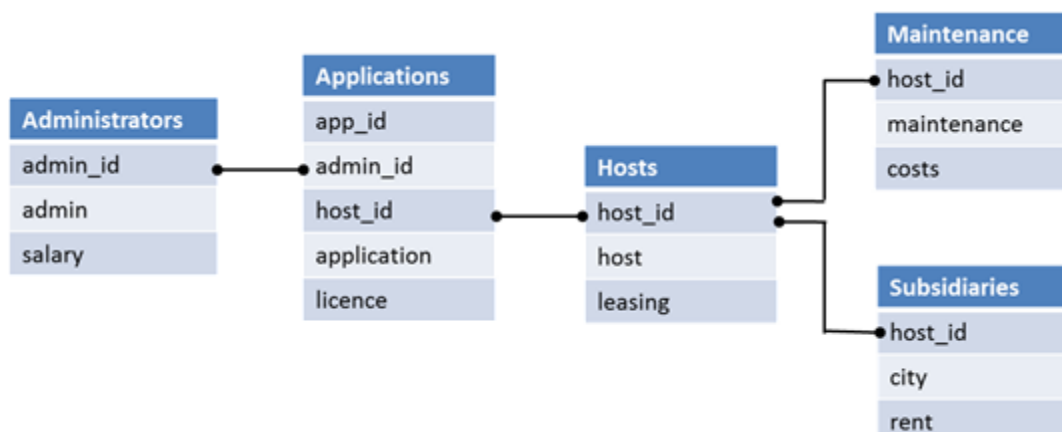 Administrators
admin_id
admin
salary
Applications
app_id
admin_id
host_id
application
licence
Hosts
host_id
host
leasing
Maintenance
host_id
maintenance
costs
Subsidiaries
host_id
city
rent